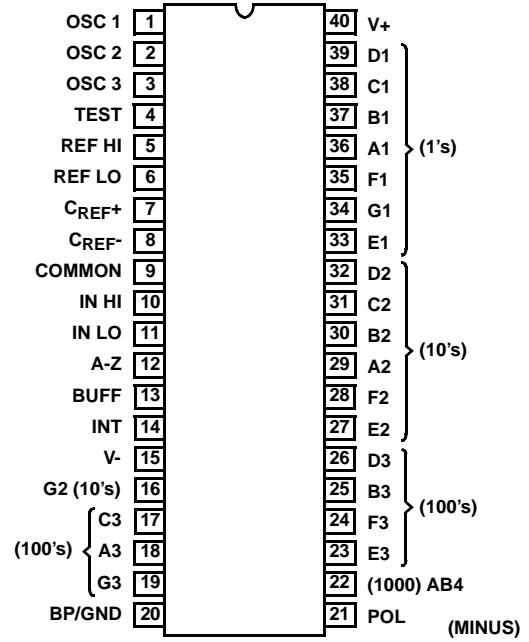 OSC 1 1 40 V+
OSC 2 2 39 D1
OSC 3 3 38 C1
TEST 4 37 B1
REF HI 5 36 A1 (1's)
REF LO 6 35 F1
CREF+ 7 34 G1
CREF- 8 33 E1
COMMON 9 32 D2
IN HI 10 31 C2
IN LO 11 30 B2
A-Z 12 29 A2 (10's)
BUFF 13 28 F2
INT 14 27 E2
V- 15 26 D3
G2 (10's) 16 25 B3 (100's)
C3 17 24 F3
(100's) A3 18 23 E3
G3 19 22 (1000) AB4
BP/GND 20 21 POL (MINUS)